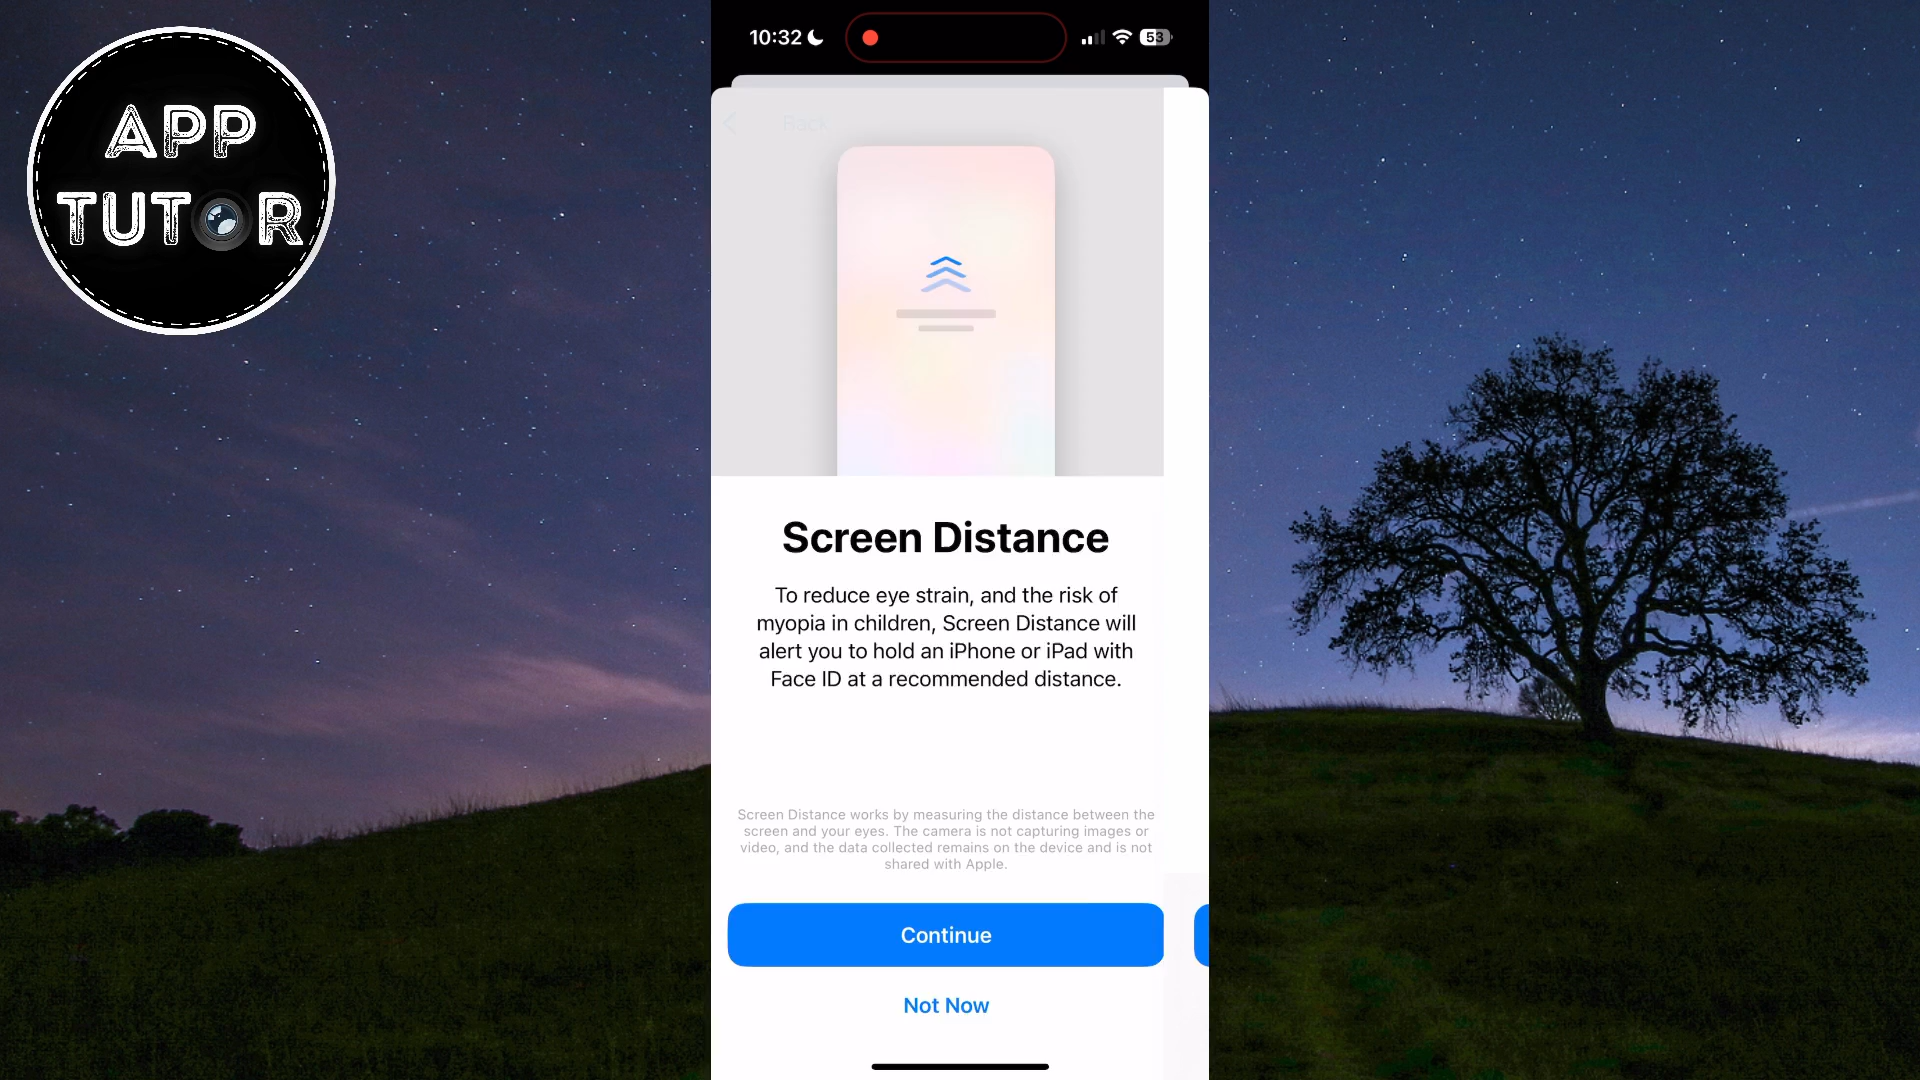 APP
TUTOR
10:32
53
Back
Screen Distance
To reduce eye strain, and the risk of
myopia in children, Screen Distance will
alert you to hold an iPhone or iPad with
Face ID at a recommended distance.
Screen Distance works by measuring the distance between the
screen and your eyes. The camera is not capturing images or
video, and the data collected remains on the device and is not
shared with Apple.
Continue
Not Now